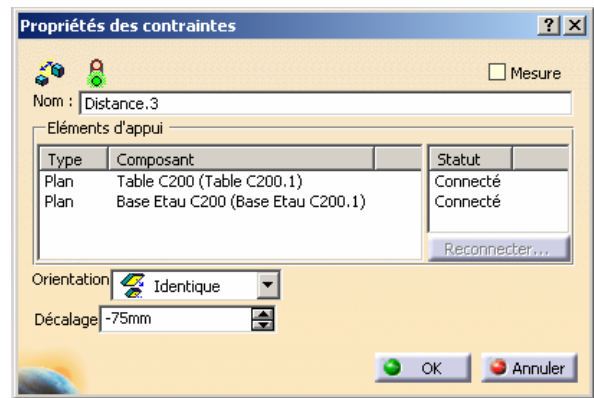 Propriétés des contraintes
Mesure
Nom : Distance.3
Eléments d'appui
Type Composant Statut
Plan Table C200 (Table C200.1) Connecté
Plan Base Etau C200 (Base Etau C200.1) Connecté
Reconnecter...
Orientation Identique
Décalage -75mm
OK Annuler